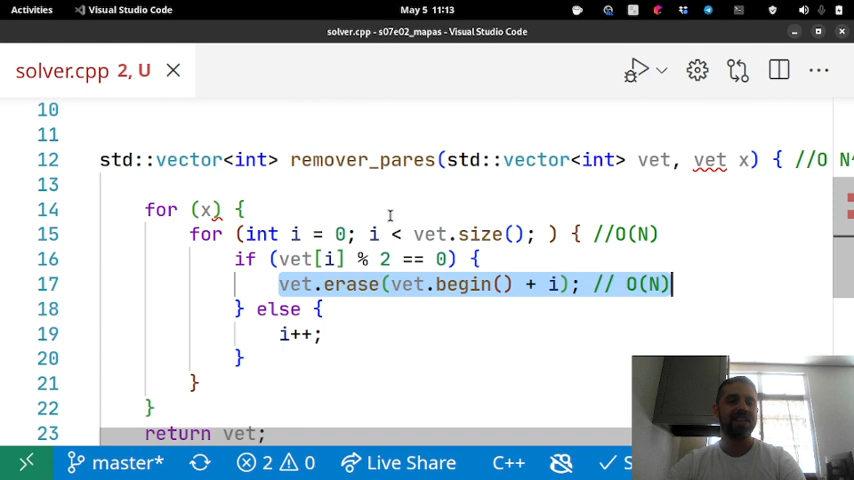 Activities
Visual Studio Code
May 5 11:13
solver.cpp - s07e02_mapas - Visual Studio Code
solver.cpp 2, U
10
11
12 std::vector<int> remover_pares(std::vector<int> vet, vet x) { //O N
13
14 for (x) {
15 for (int i = 0; i < vet.size(); ) { //O(N)
16 if (vet[i] % 2 == 0) {
17 vet.erase(vet.begin() + i); // O(N)
18 } else {
19 i++;
20 }
21 }
22 }
23 return vet;
master* 2 0 Live Share C++ S